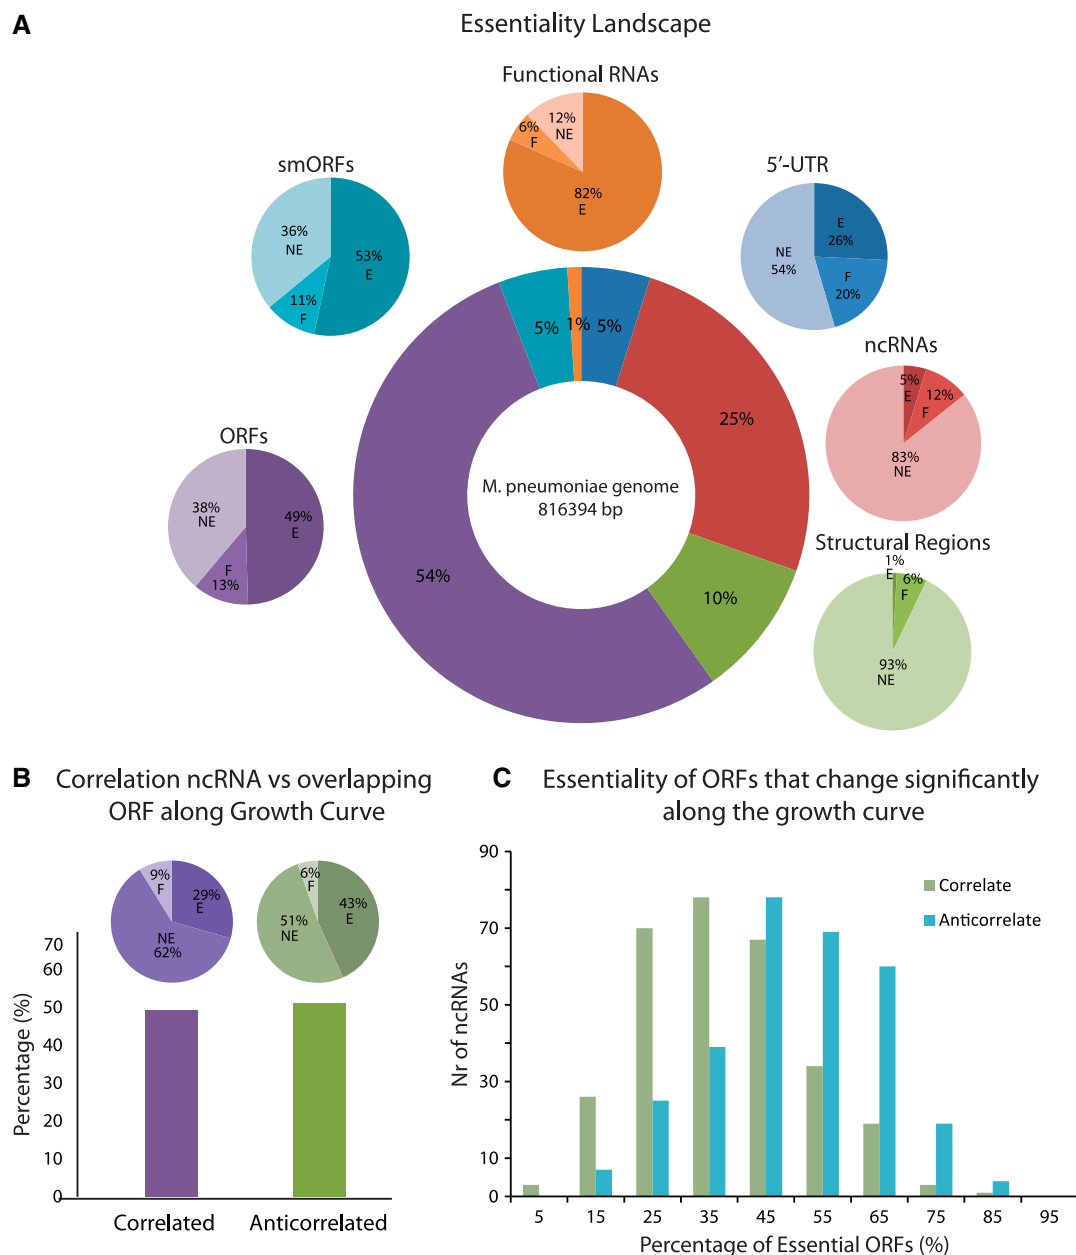 A
Essentiality Landscape
Functional RNAs
12%
NE
6%
F
82%
E
smORFs
36%
NE
53%
E
11%
F
5′-UTR
E
26%
NE
54%
F
20%
5%
1%
5%
25%
10%
54%
M. pneumoniae genome
816394 bp
ncRNAs
5%
E
12%
F
83%
NE
ORFs
38%
NE
49%
E
F
13%
Structural Regions
1%
E
6%
F
93%
NE
B
Correlation ncRNA vs overlapping
ORF along Growth Curve
9%
F
29%
E
NE
62%
6%
F
43%
E
51%
NE
Percentage (%)
70
60
50
40
30
20
10
0
Correlated
Anticorrelated
C
Essentiality of ORFs that change significantly
along the growth curve
Correlate
Anticorrelate
Nr of ncRNAs
90
70
50
30
10
0
5 15 25 35 45 55 65 75 85 95
Percentage of Essential ORFs (%)